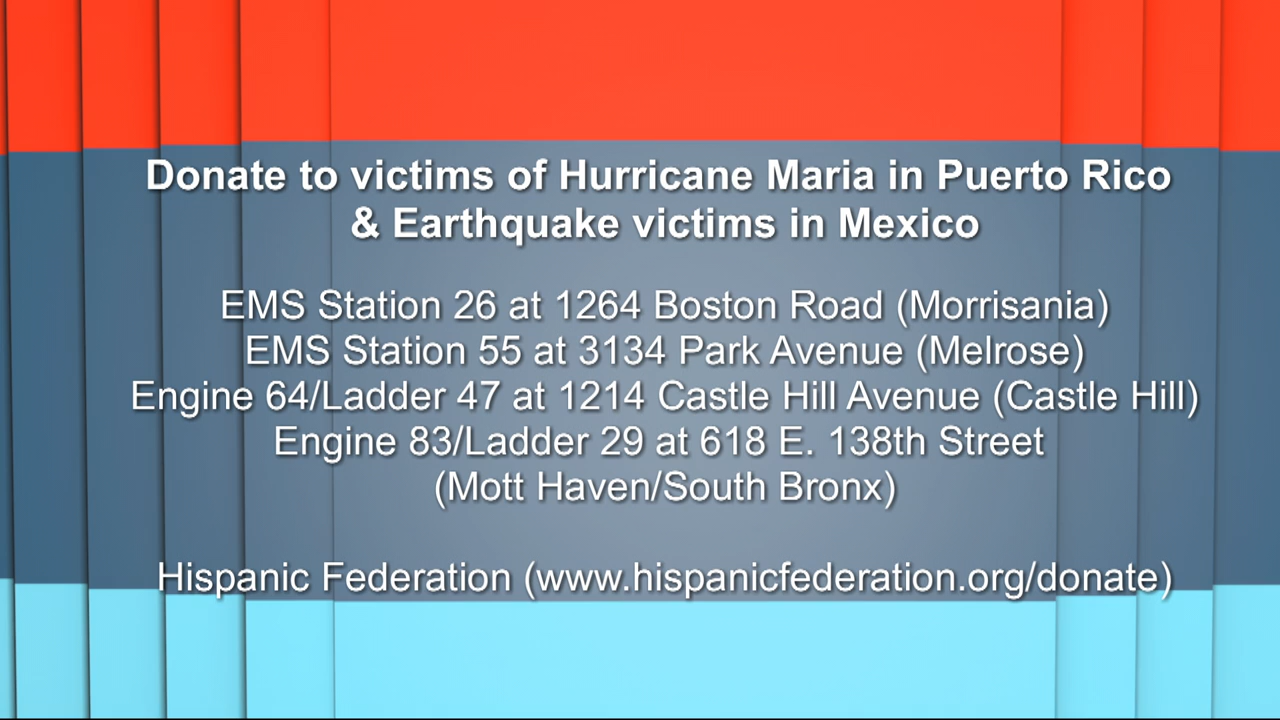 Donate to victims of Hurricane Maria in Puerto Rico
& Earthquake victims in Mexico
EMS Station 26 at 1264 Boston Road (Morrisania)
EMS Station 55 at 3134 Park Avenue (Melrose)
Engine 64/Ladder 47 at 1214 Castle Hill Avenue (Castle Hill)
Engine 83/Ladder 29 at 618 E. 138th Street
(Mott Haven/South Bronx)
Hispanic Federation (www.hispanicfederation.org/donate)